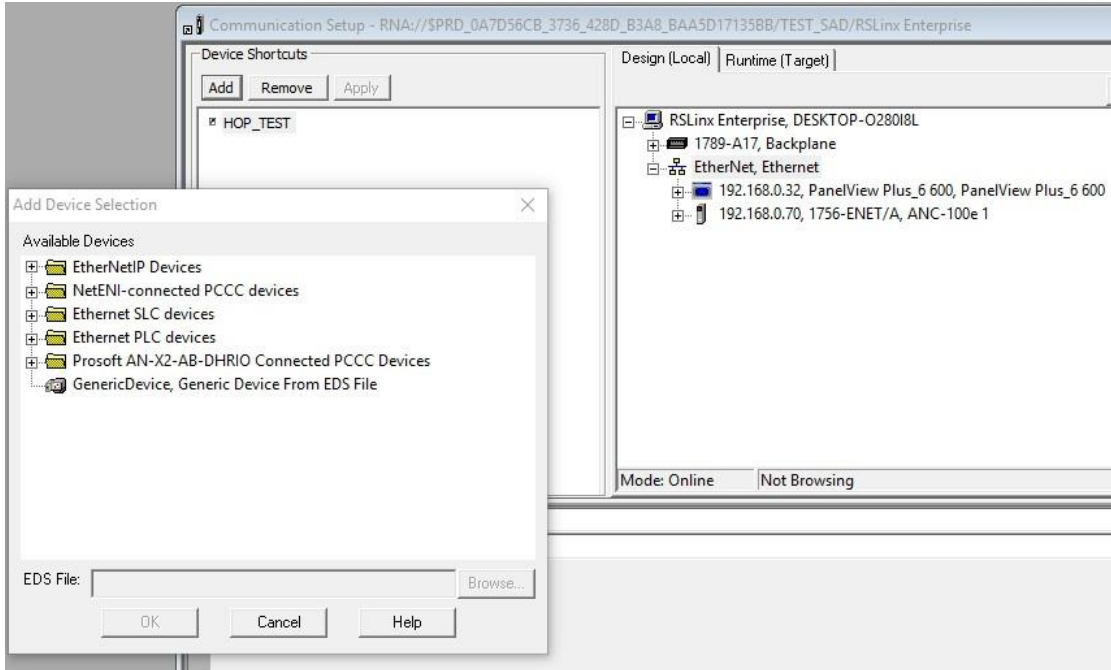 Communication Setup - RNA://$PRD_0A7D56CB_3736_428D_B3A8_BAA5D17135BB/TEST_SAD/RSLinx Enterprise
Device Shortcuts
Add Remove Apply
HOP_TEST
Design (Local) Runtime (Target)
RSLinx Enterprise, DESKTOP-O280I8L
1789-A17, Backplane
EtherNet, Ethernet
192.168.0.32, PanelView Plus_6 600, PanelView Plus_6 600
192.168.0.70, 1756-ENET/A, ANC-100e 1
Mode: Online Not Browsing
Add Device Selection
Available Devices
EtherNetIP Devices
NetENI-connected PCCC devices
Ethernet SLC devices
Ethernet PLC devices
Prosoft AN-X2-AB-DHRIO Connected PCCC Devices
GenericDevice, Generic Device From EDS File
EDS File: Browse...
OK Cancel Help